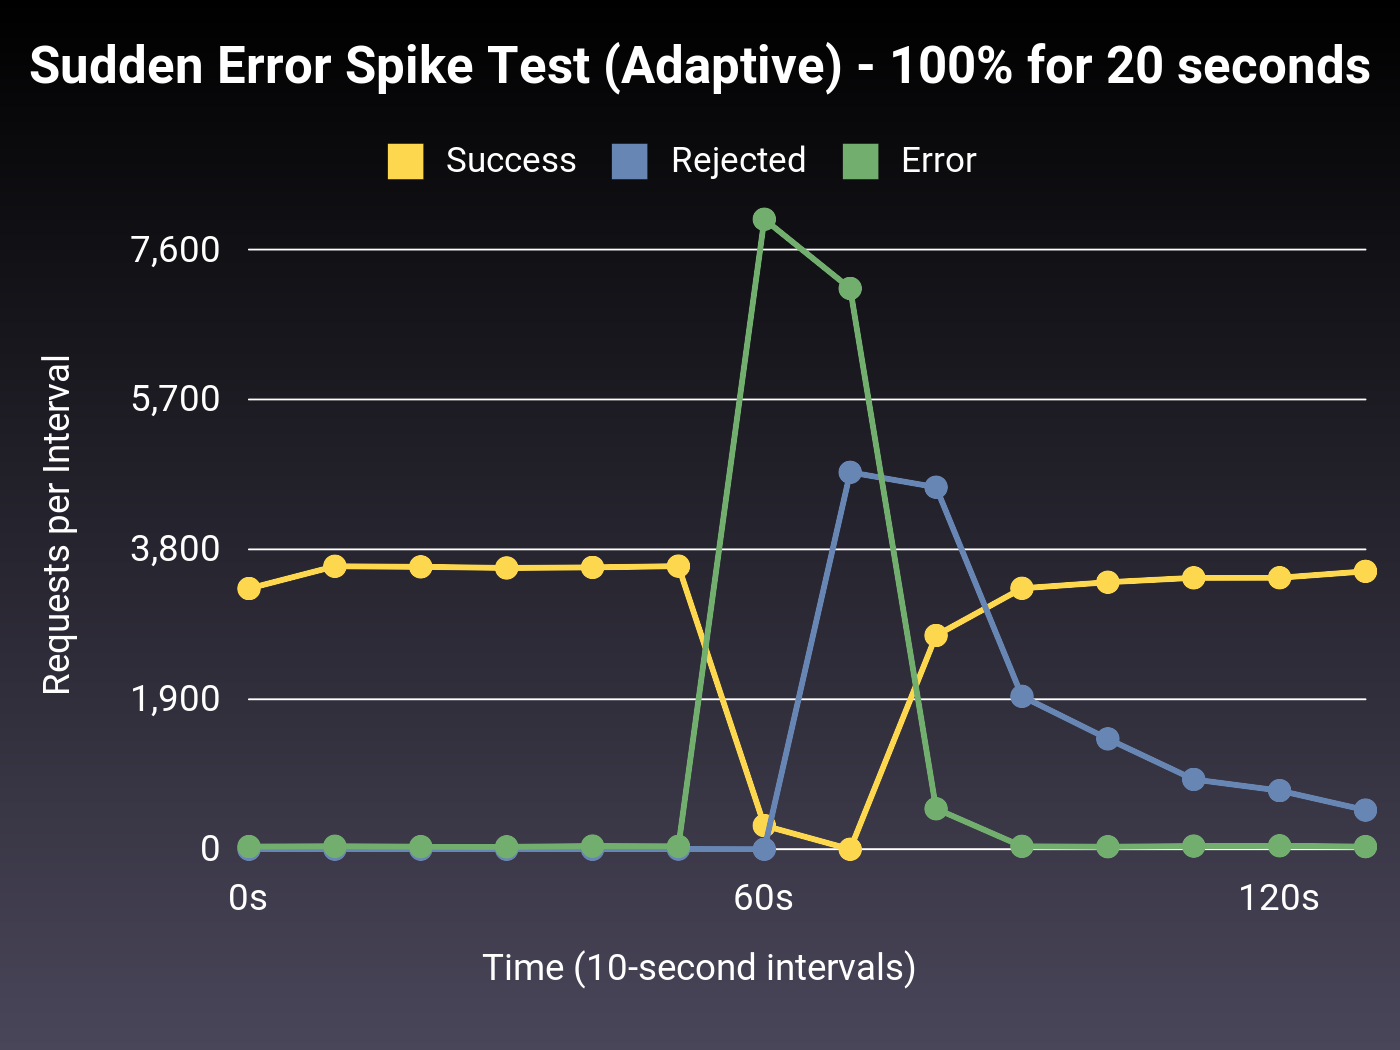 Sudden Error Spike Test (Adaptive) - 100% for 20 seconds
Success Rejected Error
7,600
5,700
3,800
1,900
0
Requests per Interval
0s 60s 120s
Time (10-second intervals)